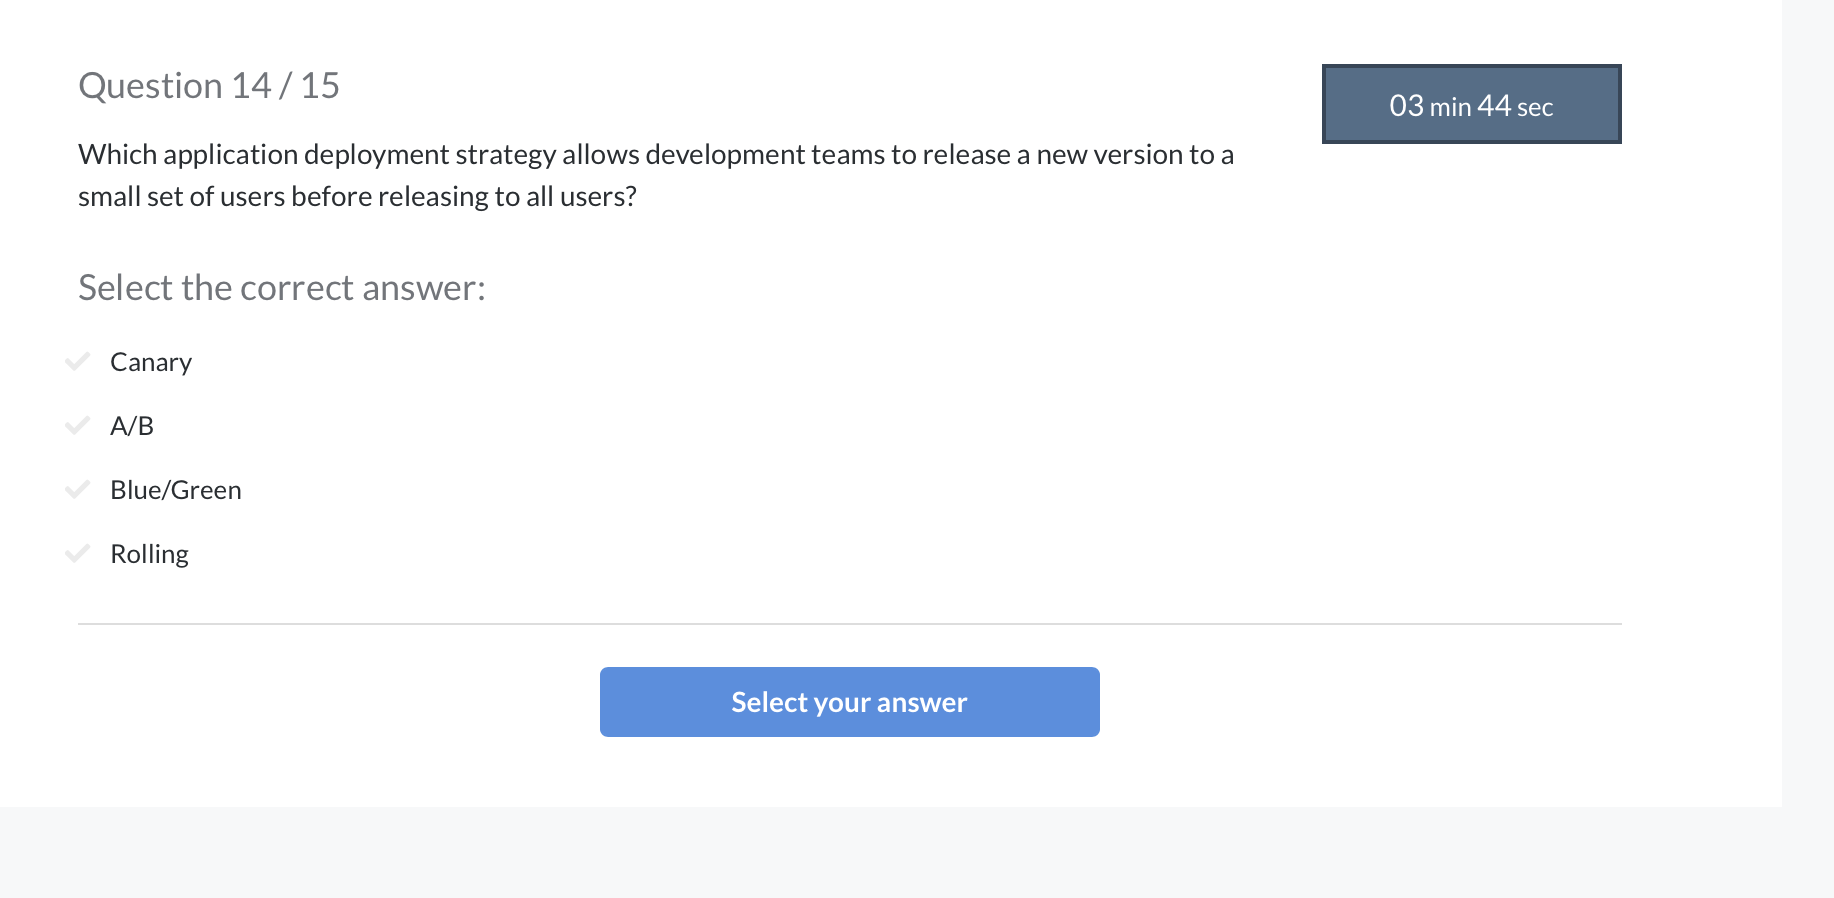 Question 14 / 15
03 min 44 sec
Which application deployment strategy allows development teams to release a new version to a
small set of users before releasing to all users?
Select the correct answer:
Canary
A/B
Blue/Green
Rolling
Select your answer